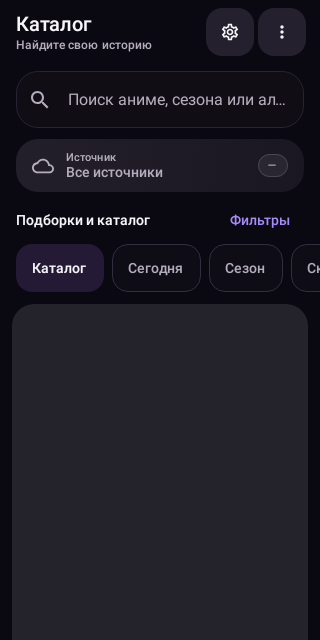 Каталог
Найдите свою историю
Поиск аниме, сезона или ал...
Источник
Все источники
–
Подборки и каталог
Фильтры
Каталог
Сегодня
Сезон